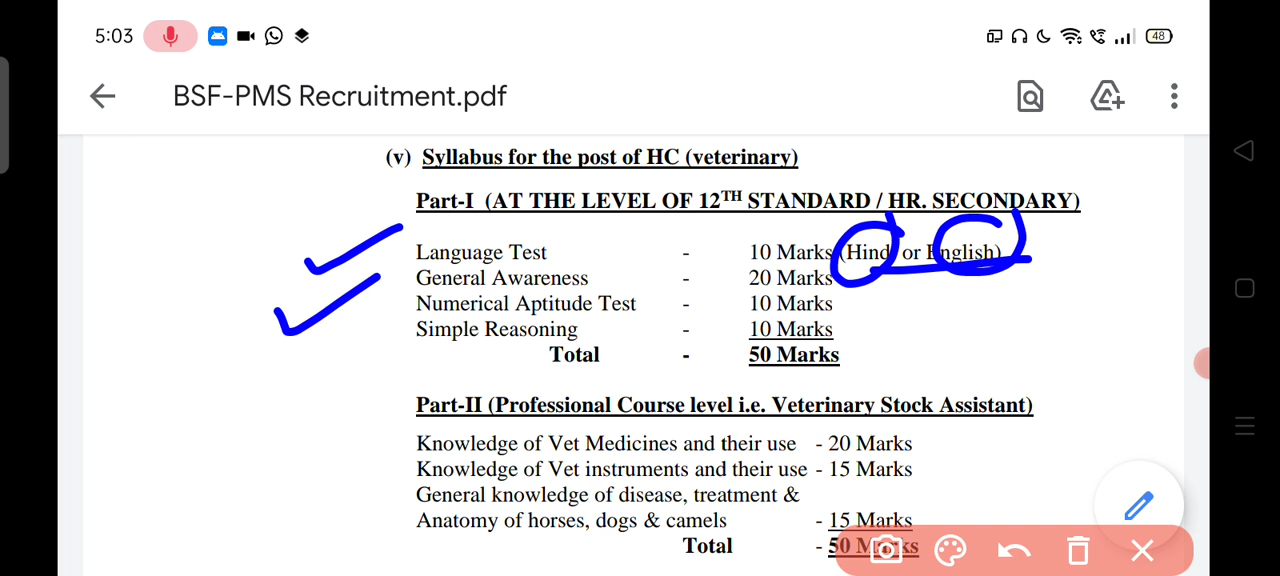 5:03
48
BSF-PMS Recruitment.pdf
(v) Syllabus for the post of HC (veterinary)
Part-I (AT THE LEVEL OF 12TH STANDARD / HR. SECONDARY)
Language Test - 10 Marks (Hindi or English)
General Awareness - 20 Marks
Numerical Aptitude Test - 10 Marks
Simple Reasoning - 10 Marks
Total - 50 Marks
Part-II (Professional Course level i.e. Veterinary Stock Assistant)
Knowledge of Vet Medicines and their use - 20 Marks
Knowledge of Vet instruments and their use - 15 Marks
General knowledge of disease, treatment &
Anatomy of horses, dogs & camels - 15 Marks
Total - 50 Marks